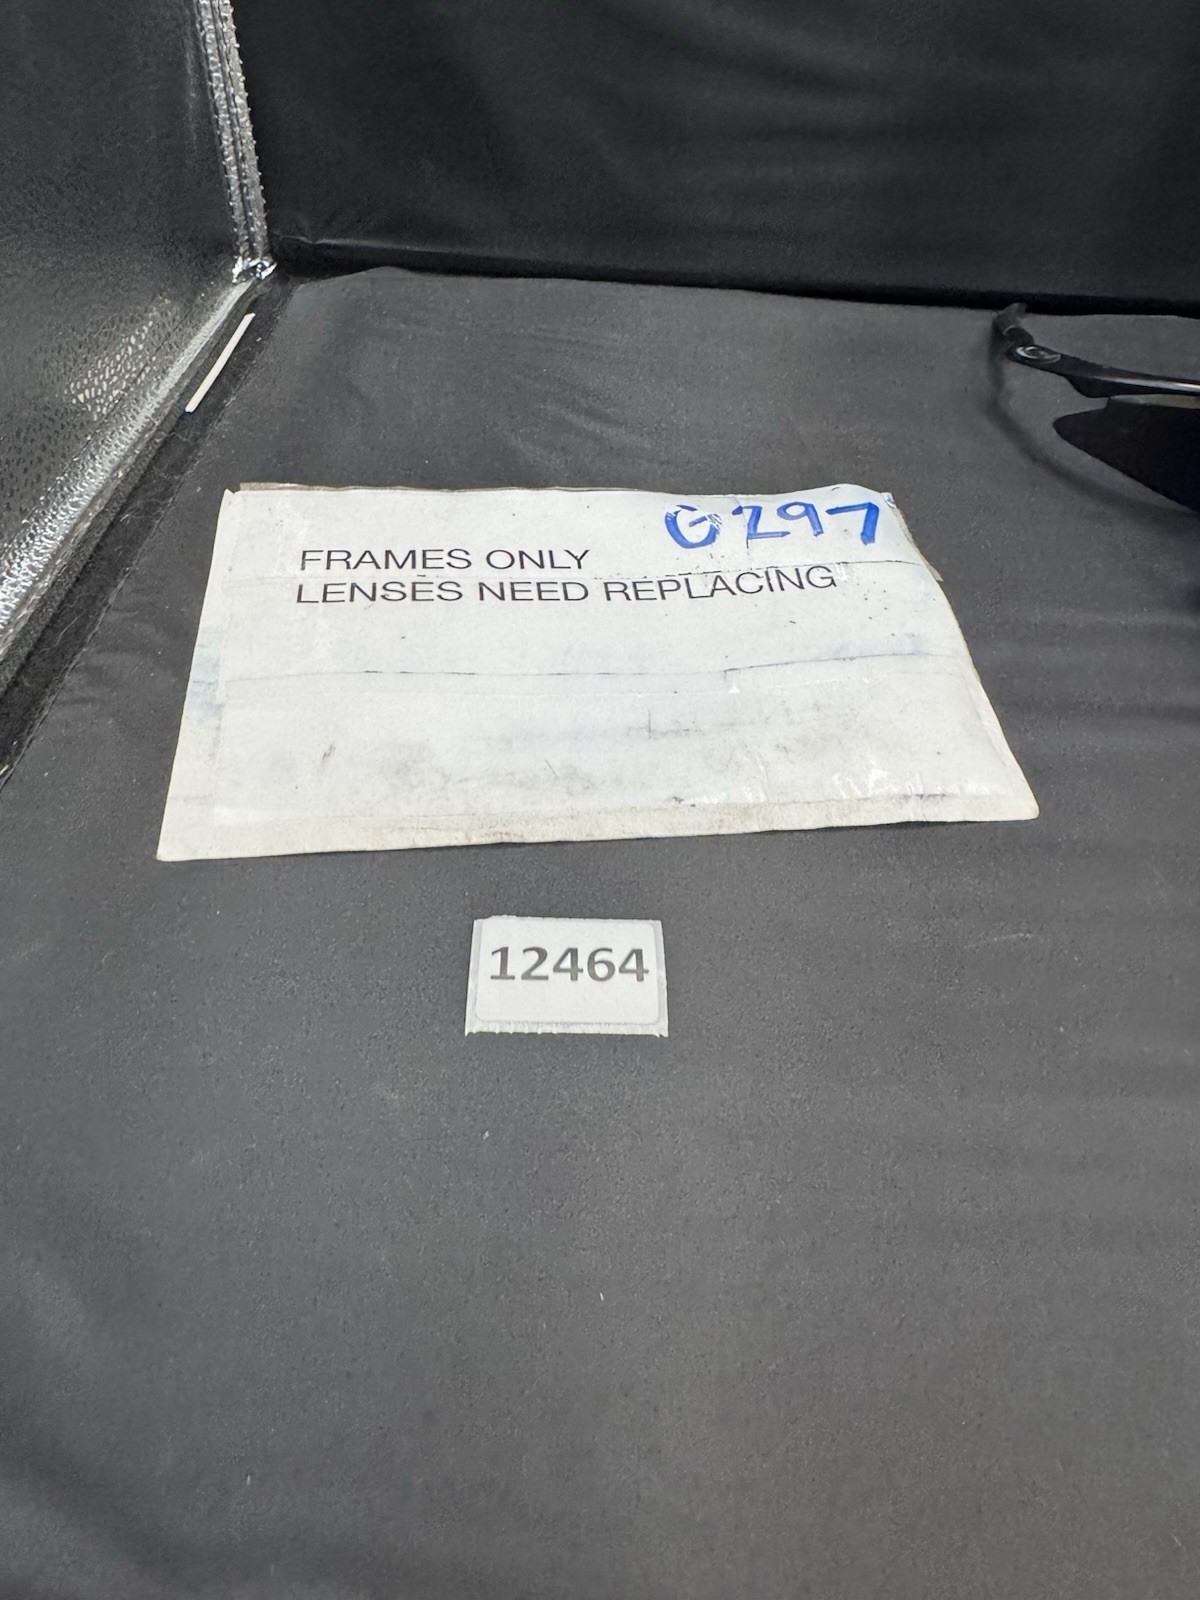 G297
FRAMES ONLY
LENSES NEED REPLACING
12464